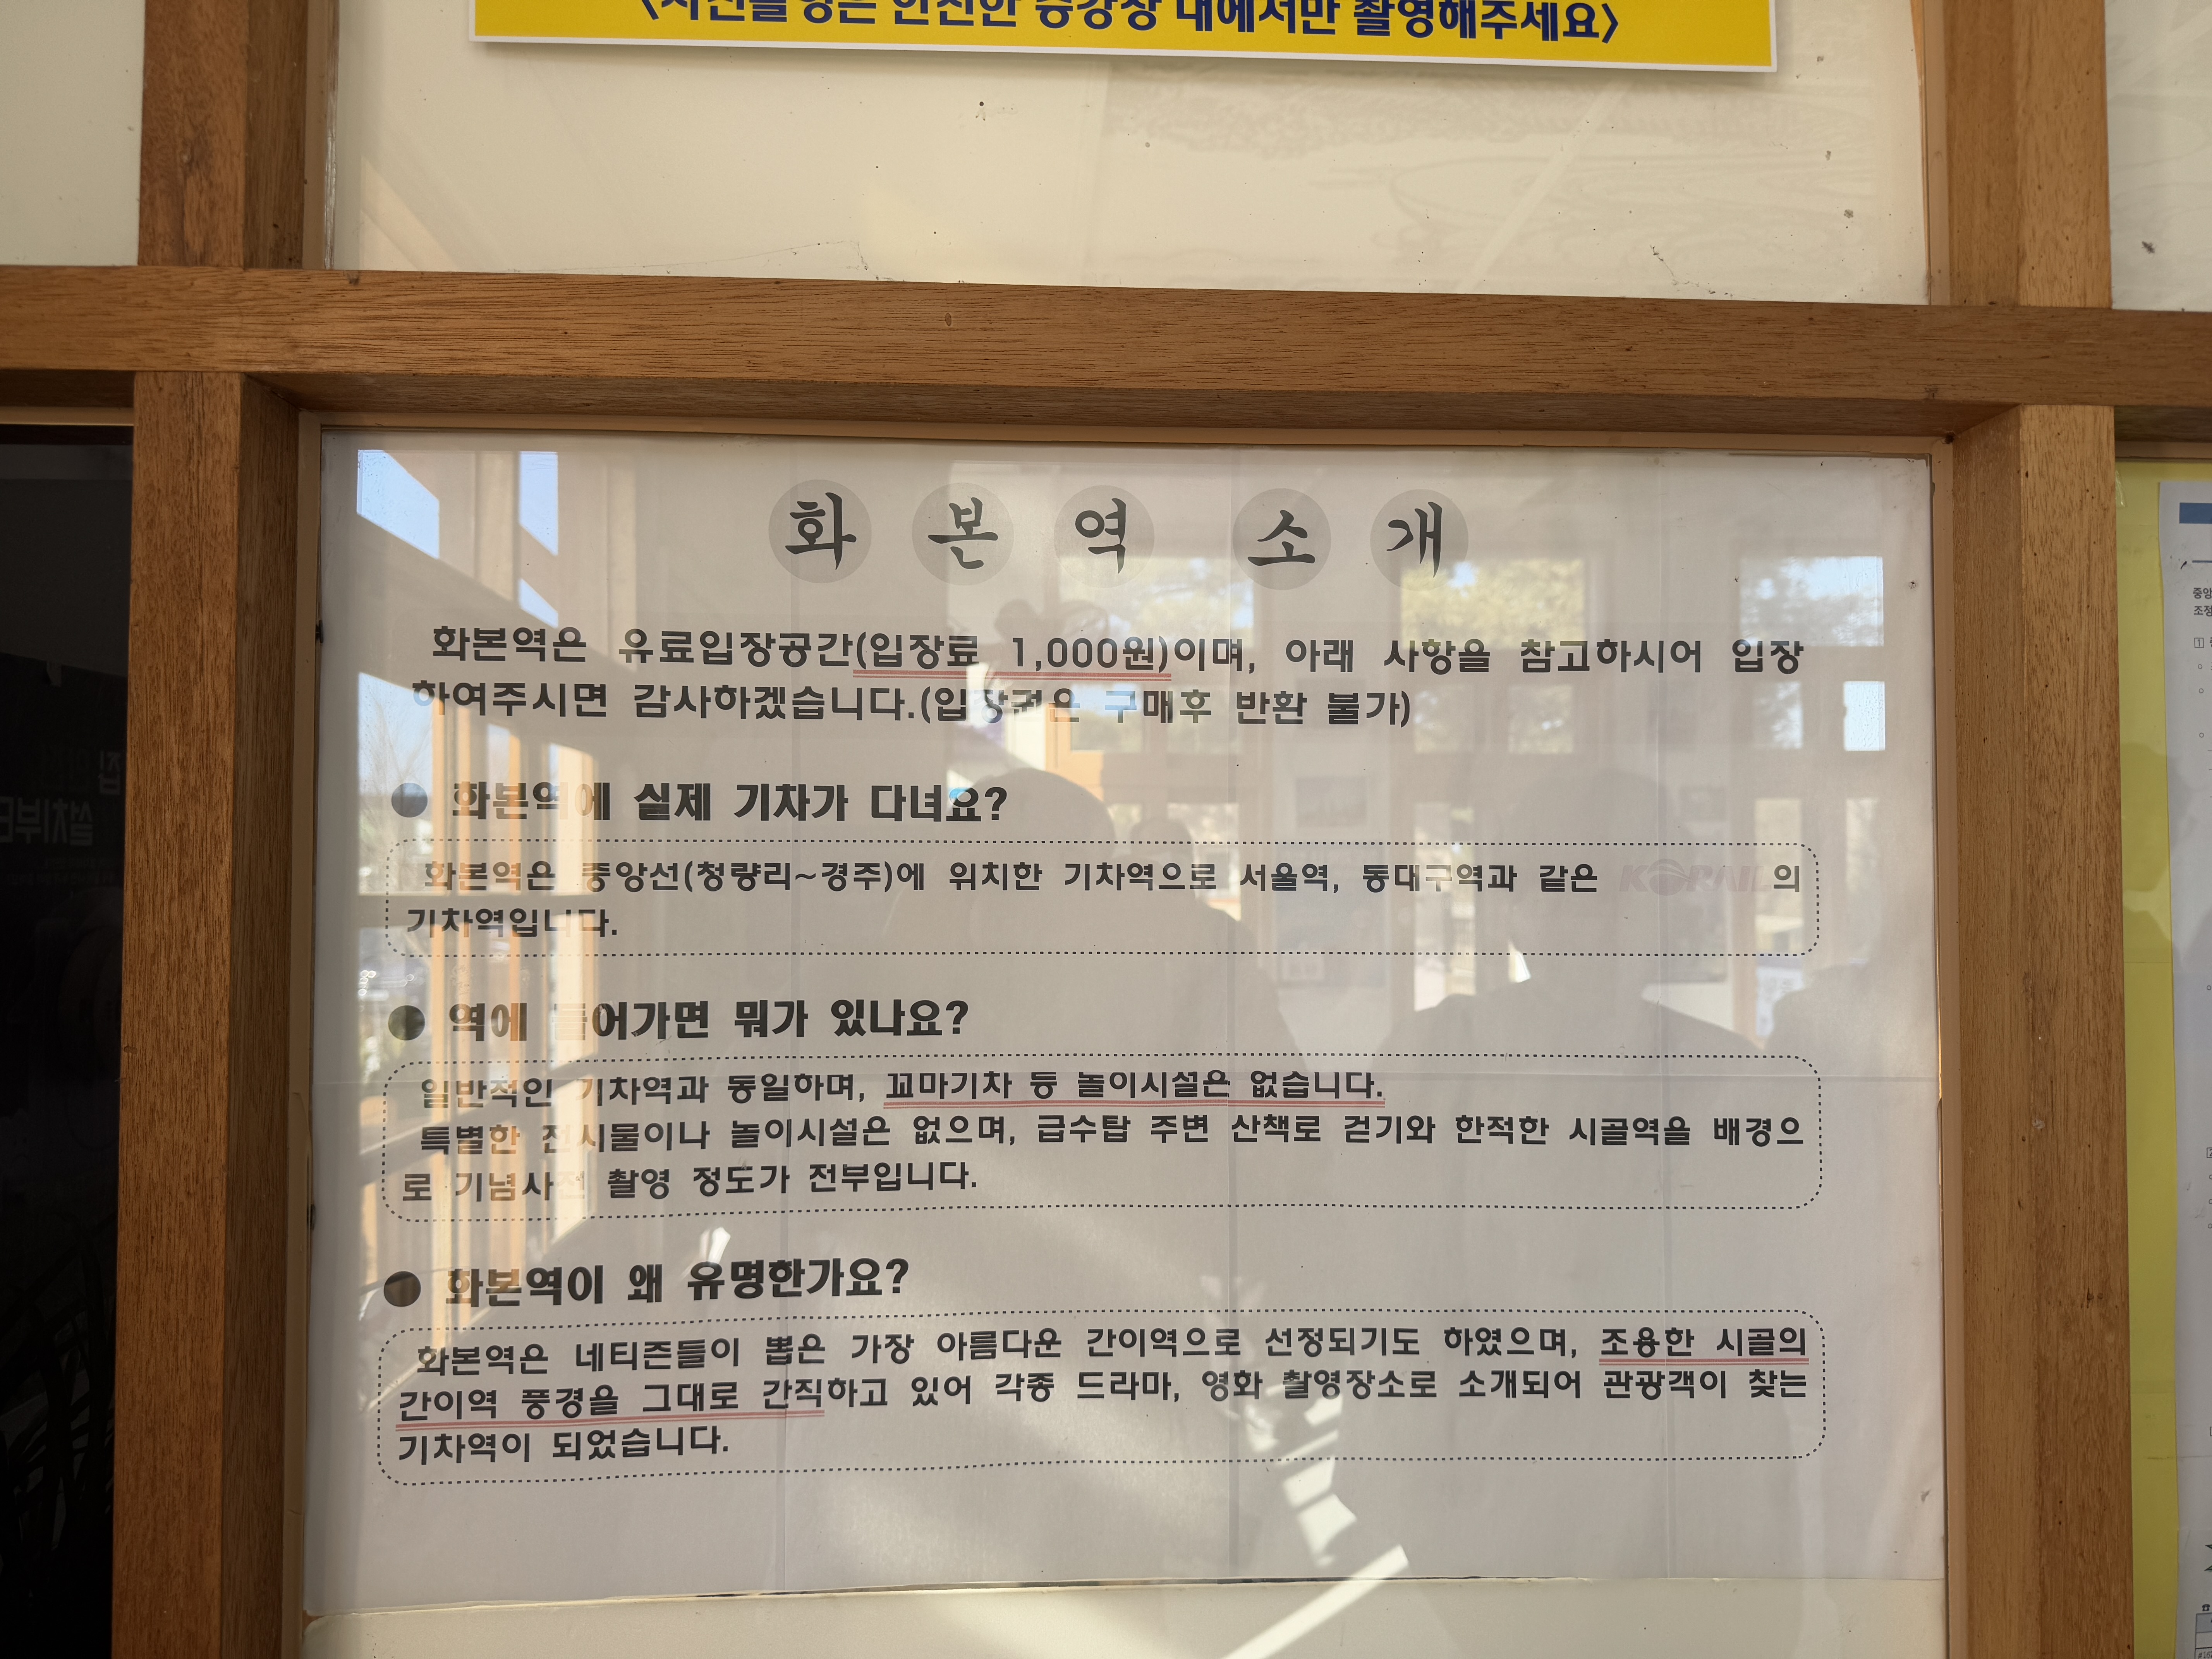 촬영해주세요〉
화 본 역 소 개
화본역은 유료입장공간(입장료 1,000원)이며, 아래 사항을 참고하시어 입장
하여주시면 감사하겠습니다.(입장권은 구매후 반환 불가)
● 화본역에 실제 기차가 다녀요?
화본역은 중앙선(청량리~경주)에 위치한 기차역으로 서울역, 동대구역과 같은 KORAIL의
기차역입니다.
● 역에 들어가면 뭐가 있나요?
일반적인 기차역과 동일하며, 꼬마기차 등 놀이시설은 없습니다.
특별한 전시물이나 놀이시설은 없으며, 급수탑 주변 산책로 걷기와 한적한 시골역을 배경으
로 기념사진 촬영 정도가 전부입니다.
● 화본역이 왜 유명한가요?
화본역은 네티즌들이 뽑은 가장 아름다운 간이역으로 선정되기도 하였으며, 조용한 시골의
간이역 풍경을 그대로 간직하고 있어 각종 드라마, 영화 촬영장소로 소개되어 관광객이 찾는
기차역이 되었습니다.